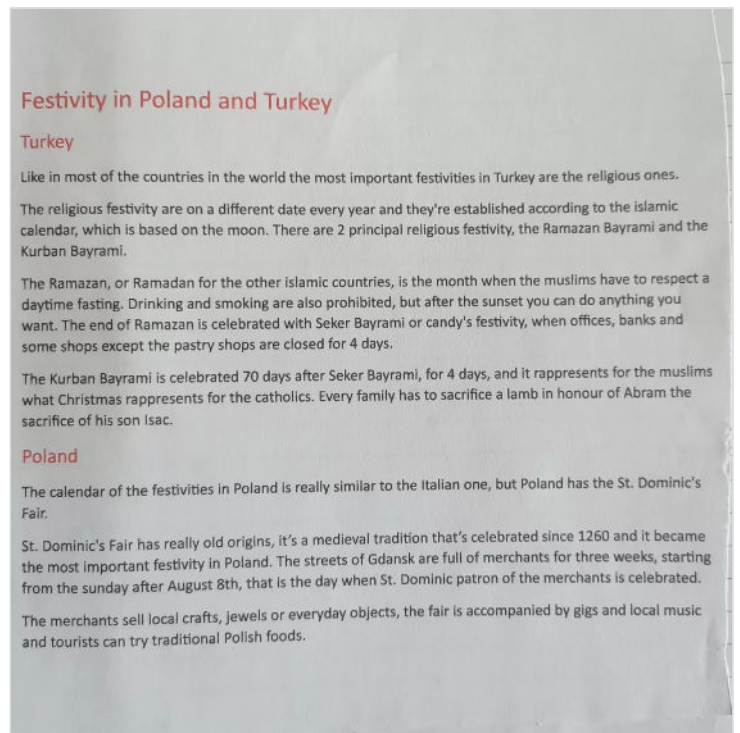 Festivity in Poland and Turkey
Turkey
Like in most of the countries in the world the most important festivities in Turkey are the religious ones.
The religious festivity are on a different date every year and they're established according to the islamic
calendar, which is based on the moon. There are 2 principal religious festivity, the Ramazan Bayrami and the
Kurban Bayrami.
The Ramazan, or Ramadan for the other islamic countries, is the month when the muslims have to respect a
daytime fasting. Drinking and smoking are also prohibited, but after the sunset you can do anything you
want. The end of Ramazan is celebrated with Seker Bayrami or candy's festivity, when offices, banks and
some shops except the pastry shops are closed for 4 days.
The Kurban Bayrami is celebrated 70 days after Seker Bayrami, for 4 days, and it rappresents for the muslims
what Christmas rappresents for the catholics. Every family has to sacrifice a lamb in honour of Abram the
sacrifice of his son Isac.
Poland
The calendar of the festivities in Poland is really similar to the Italian one, but Poland has the St. Dominic's
Fair.
St. Dominic's Fair has really old origins, it's a medieval tradition that's celebrated since 1260 and it became
the most important festivity in Poland. The streets of Gdansk are full of merchants for three weeks, starting
from the sunday after August 8th, that is the day when St. Dominic patron of the merchants is celebrated.
The merchants sell local crafts, jewels or everyday objects, the fair is accompanied by gigs and local music
and tourists can try traditional Polish foods.